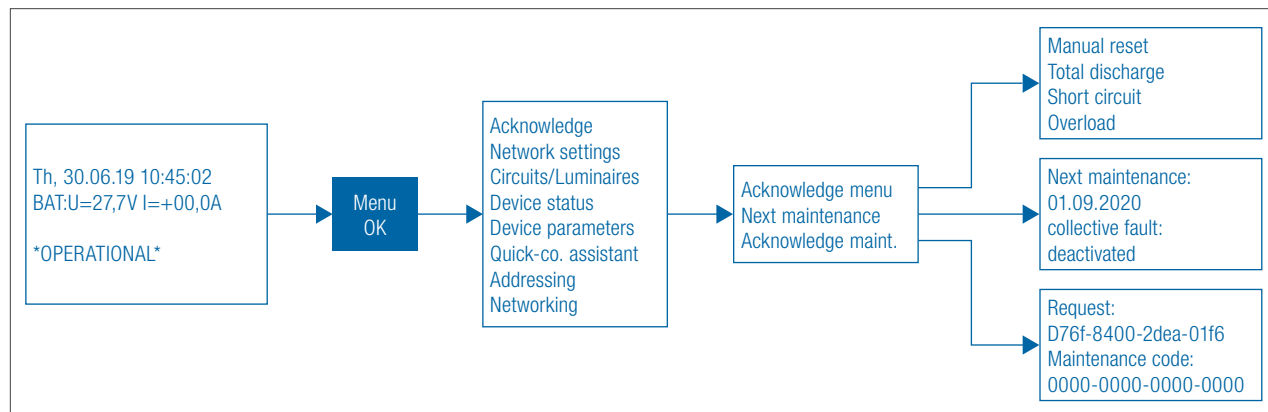 Th, 30.06.19 10:45:02
BAT:U=27,7V I=+00,0A
*OPERATIONAL*
Menu
OK
Acknowledge
Network settings
Circuits/Luminaires
Device status
Device parameters
Quick-co. assistant
Addressing
Networking
Acknowledge menu
Next maintenance
Acknowledge maint.
Manual reset
Total discharge
Short circuit
Overload
Next maintenance:
01.09.2020
collective fault:
deactivated
Request:
D76f-8400-2dea-01f6
Maintenance code:
0000-0000-0000-0000